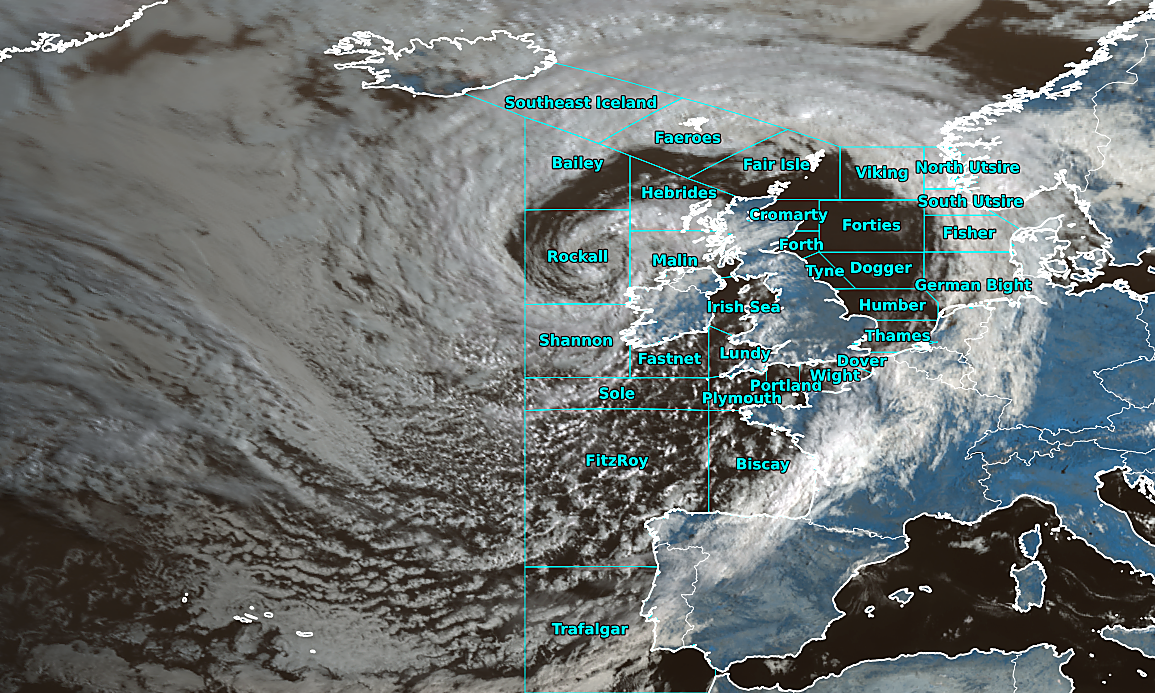 Southeast Iceland
Faeroes
Bailey
Fair Isle
Viking
North Utsire
Hebrides
South Utsire
Cromarty
Forties
Fisher
Forth
Rockall
Malin
Tyne
Dogger
German Bight
Irish Sea
Humber
Shannon
Thames
Fastnet
Lundy
Dover
Wight
Portland
Sole
Plymouth
FitzRoy
Biscay
Trafalgar